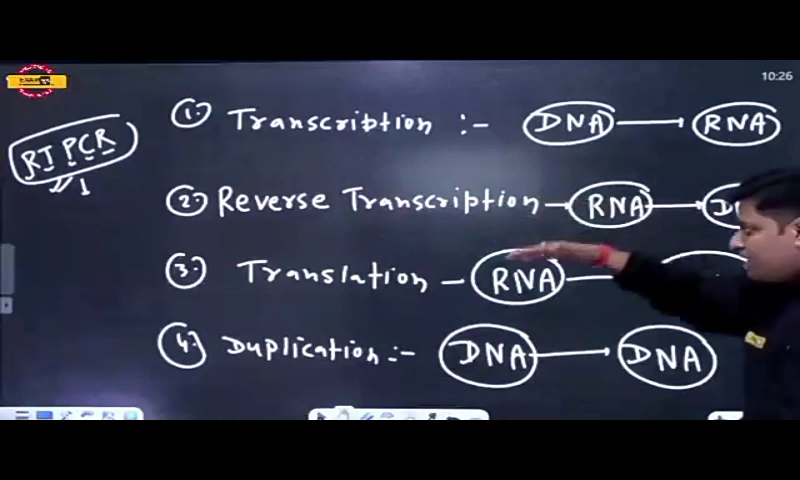 10:26
1. Transcription :- DNA → RNA
RT PCR
2. Reverse Transcription → RNA → D
3. Translation - RNA
4. Duplication :- DNA → DNA